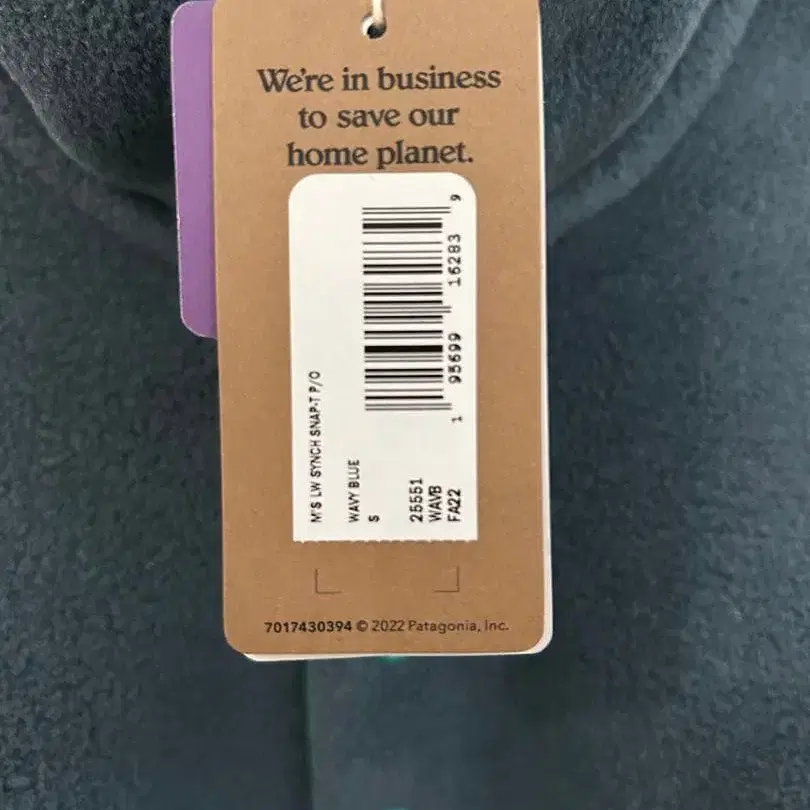 We're in business
to save our
home planet.
M'S LW SYNCH SNAP-T P/O
WAVY BLUE
S
25551
WAVB
FA22
1 95699 16283 9
7017430394 © 2022 Patagonia, Inc.